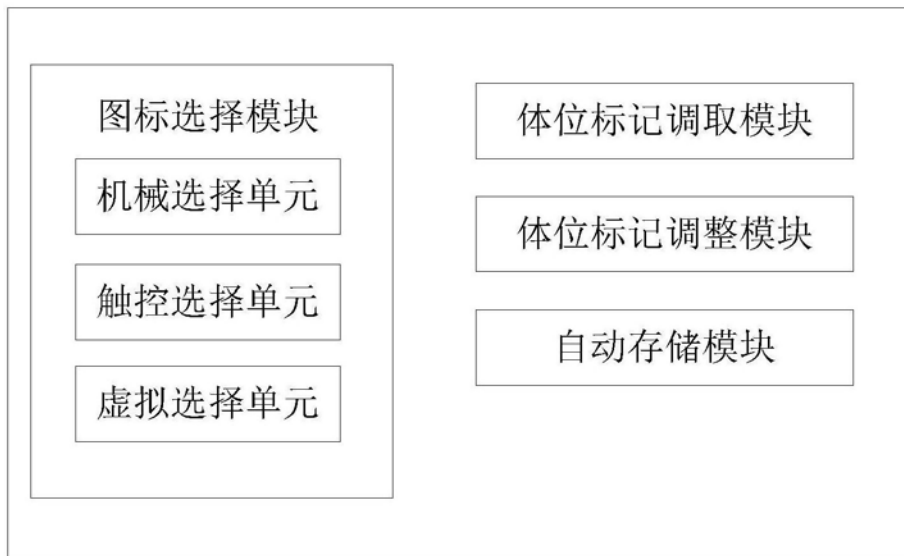 图标选择模块
机械选择单元
触控选择单元
虚拟选择单元
体位标记调取模块
体位标记调整模块
自动存储模块